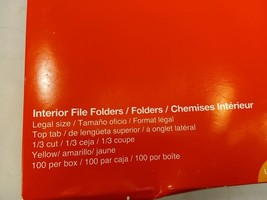 Interior File Folders / Folders / Chemises Intérieur
Legal size / Tamaño oficio / Format légal
Top tab / de lengüeta superior / à onglet latéral
1/3 cut / 1/3 ceja / 1/3 coupe
Yellow/ amarillo/ jaune
100 per box / 100 par caja / 100 por boîte